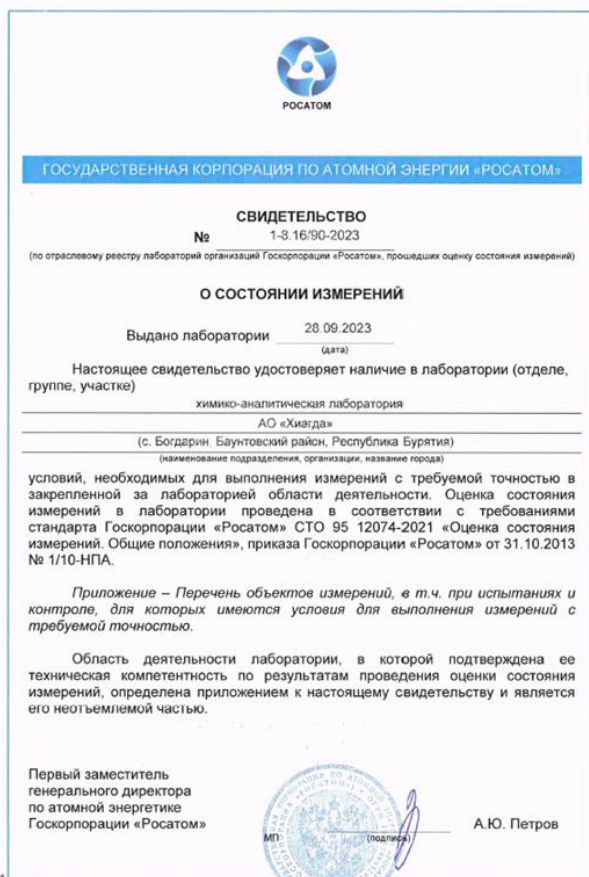 РОСАТОМ
ГОСУДАРСТВЕННАЯ КОРПОРАЦИЯ ПО АТОМНОЙ ЭНЕРГИИ «РОСАТОМ»
СВИДЕТЕЛЬСТВО
№ 1-8.16/90-2023
(по отраслевому реестру лабораторий организаций Госкорпорации «Росатом», прошедших оценку состояния измерений)
О СОСТОЯНИИ ИЗМЕРЕНИЙ
Выдано лаборатории 28.09.2023
(дата)
Настоящее свидетельство удостоверяет наличие в лаборатории (отделе,
группе, участке)
химико-аналитическая лаборатория
АО «Хиагда»
(с. Богдарин, Баунтовский район, Республика Бурятия)
(наименование подразделения, организации, название города)
условий, необходимых для выполнения измерений с требуемой точностью в
закрепленной за лабораторией области деятельности. Оценка состояния
измерений в лаборатории проведена в соответствии с требованиями
стандарта Госкорпорации «Росатом» СТО 95 12074-2021 «Оценка состояния
измерений. Общие положения», приказа Госкорпорации «Росатом» от 31.10.2013
№ 1/10-НПА.
Приложение – Перечень объектов измерений, в т.ч. при испытаниях и
контроле, для которых имеются условия для выполнения измерений с
требуемой точностью.
Область деятельности лаборатории, в которой подтверждена ее
техническая компетентность по результатам проведения оценки состояния
измерений, определена приложением к настоящему свидетельству и является
его неотъемлемой частью.
Первый заместитель
генерального директора
по атомной энергетике
Госкорпорации «Росатом»
МП
(подпись)
А.Ю. Петров